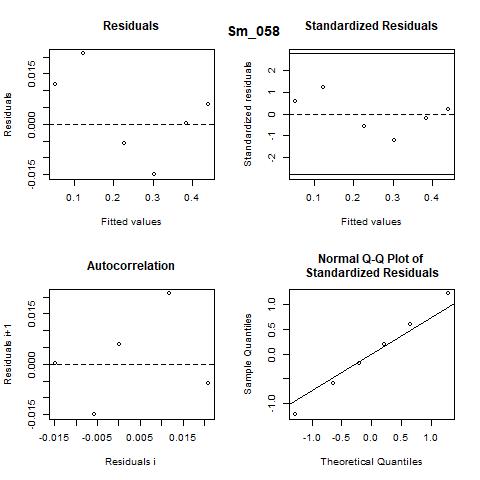 Sm_058
Residuals
Residuals
-0.015
0.000
0.015
0.1
0.2
0.3
0.4
Fitted values
Standardized Residuals
Standardized residuals
-2
-1
0
1
2
0.1
0.2
0.3
0.4
Fitted values
Autocorrelation
Residuals i+1
-0.015
0.000
0.015
-0.015
-0.005
0.005
0.015
Residuals i
Normal Q-Q Plot of
Standardized Residuals
Sample Quantiles
-1.0
0.0
0.5
1.0
-1.0
0.0
0.5
1.0
Theoretical Quantiles